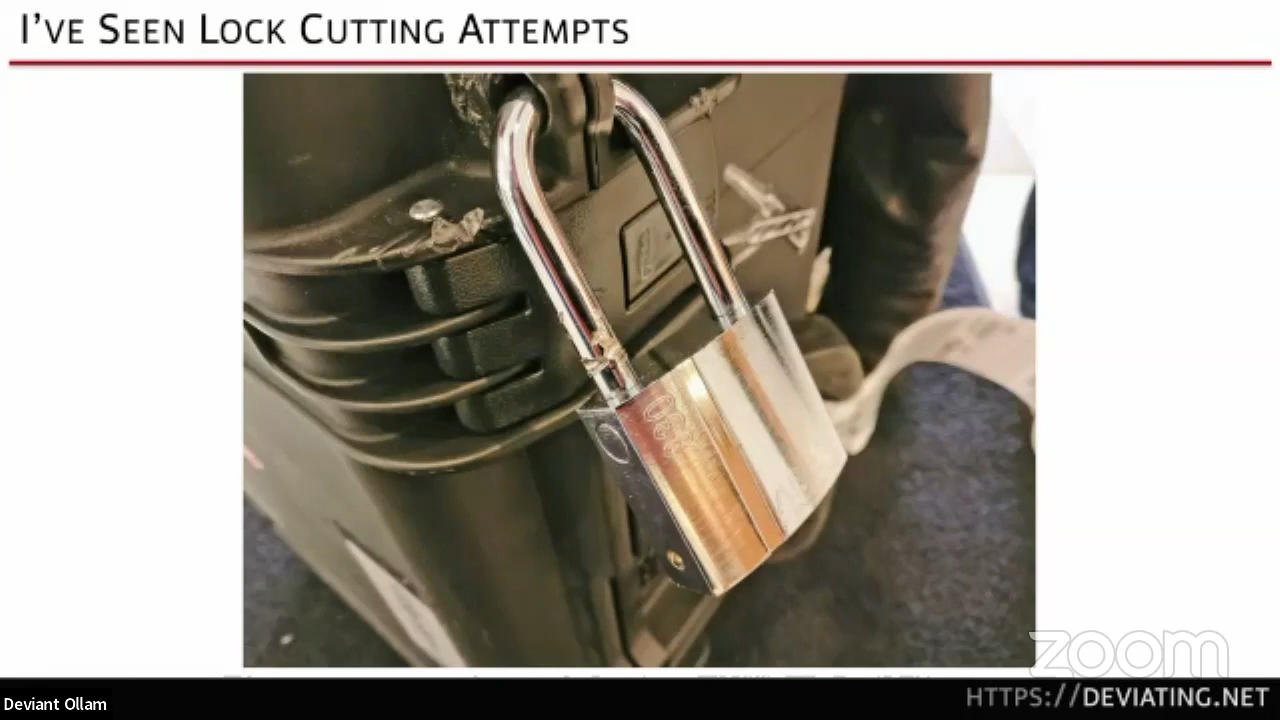 I've Seen Lock Cutting Attempts
zoom
Deviant Ollam
https://deviating.net